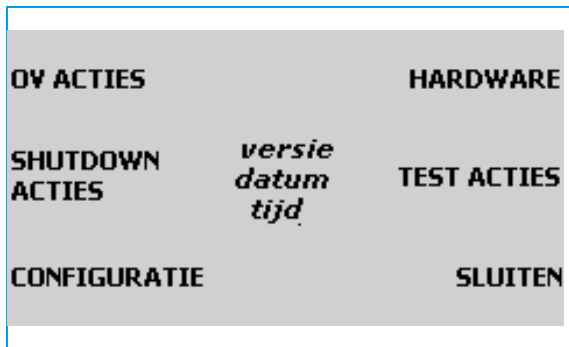 OV ACTIES
HARDWARE
SHUTDOWN
ACTIES
versie
datum
tijd
TEST ACTIES
CONFIGURATIE
SLUITEN